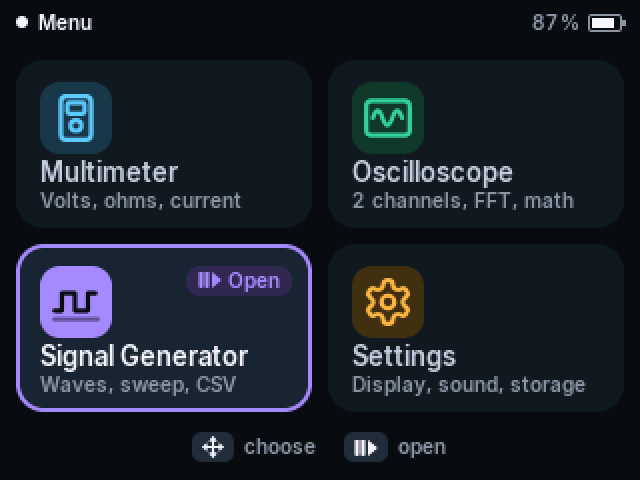 Menu
87%
Multimeter
Volts, ohms, current
Oscilloscope
2 channels, FFT, math
Open
Signal Generator
Waves, sweep, CSV
Settings
Display, sound, storage
choose
open